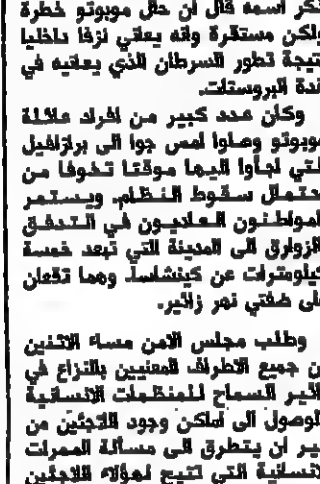 ذكر اسمه قال ان حال موبوتو خطرة
ولكن مستقرة وانه يعاني نزفا داخليا
نتيجة تطور السرطان الذي يعانيه في
غدة البروستات.
وكان عدد كبير من افراد عائلة
موبوتو وصلوا امس جوا الى برازافيل
التي لجأوا اليها موقتا تخوفا من
محتمل سقوط النظام. ويستمر
المواطنون العاديون في التدفق
بالزوارق الى المدينة التي تبعد خمسة
كيلومترات عن كينشاسا. وهما تقعان
على ضفتي نهر زائير.
وطلب مجلس الامن مساء الاثنين
من جميع الاطراف المعنيين بالنزاع في
زائير السماح للمنظمات الانسانية
الوصول الى اماكن وجود اللاجئين من
غير ان يتطرق الى مسألة الممرات
الانسانية التي تتيح لهؤلاء اللاجئين